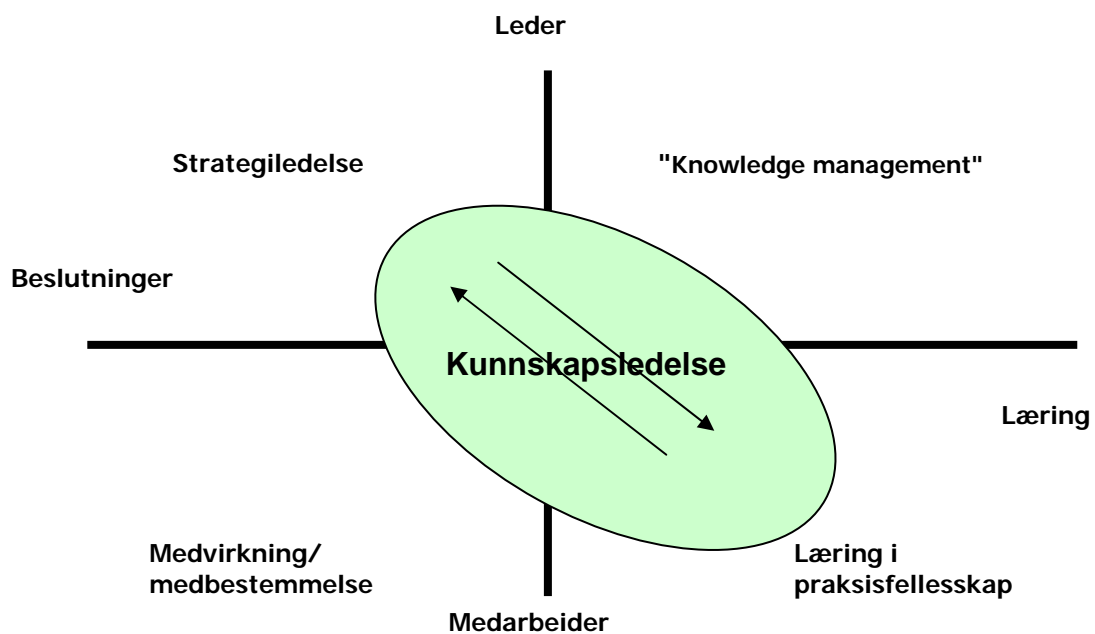 Leder
Strategiledelse
"Knowledge management"
Beslutninger
Kunnskapsledelse
Læring
Medvirkning/
medbestemmelse
Læring i
praksisfellesskap
Medarbeider